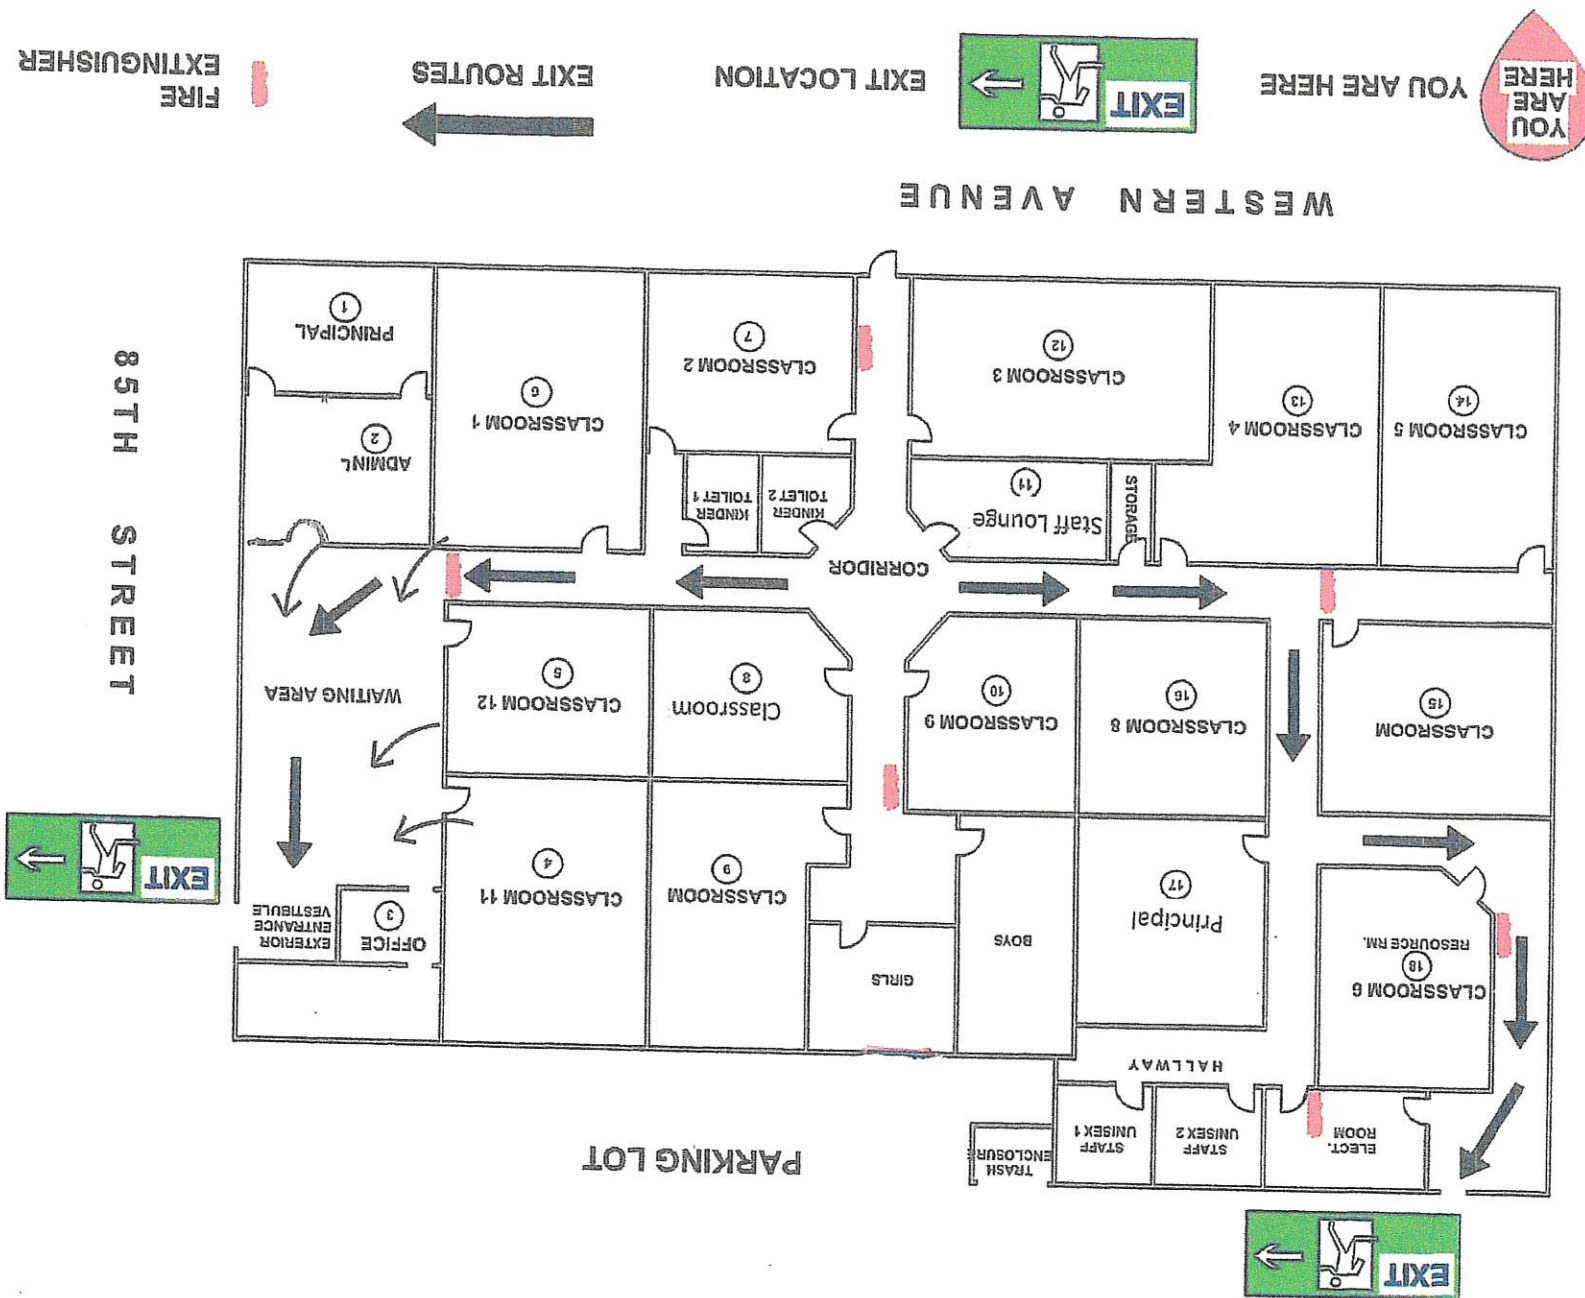 EXIT
ELECT.
ROOM
STAFF
UNISEX 2
STAFF
UNISEX 1
TRASH
ENCLOSUR
PARKING LOT
HALLWAY
CLASSROOM 6
18
RESOURCE RM.
Principal
17
BOYS
GIRLS
CLASSROOM
9
CLASSROOM 11
4
OFFICE
3
EXTERIOR
ENTRANCE
VESTIBULE
EXIT
CLASSROOM
15
CLASSROOM 8
16
CLASSROOM 9
10
Classroom
8
CLASSROOM 12
5
WAITING AREA
85TH STREET
CORRIDOR
CLASSROOM 5
14
CLASSROOM 4
13
STORAGE
Staff Lounge
11
CLASSROOM 3
12
KINDER
TOILET 2
KINDER
TOILET 1
CLASSROOM 2
7
CLASSROOM 1
6
ADMIN'L
2
PRINCIPAL
1
WESTERN AVENUE
YOU
ARE
HERE
YOU ARE HERE
EXIT
EXIT LOCATION
EXIT ROUTES
FIRE
EXTINGUISHER